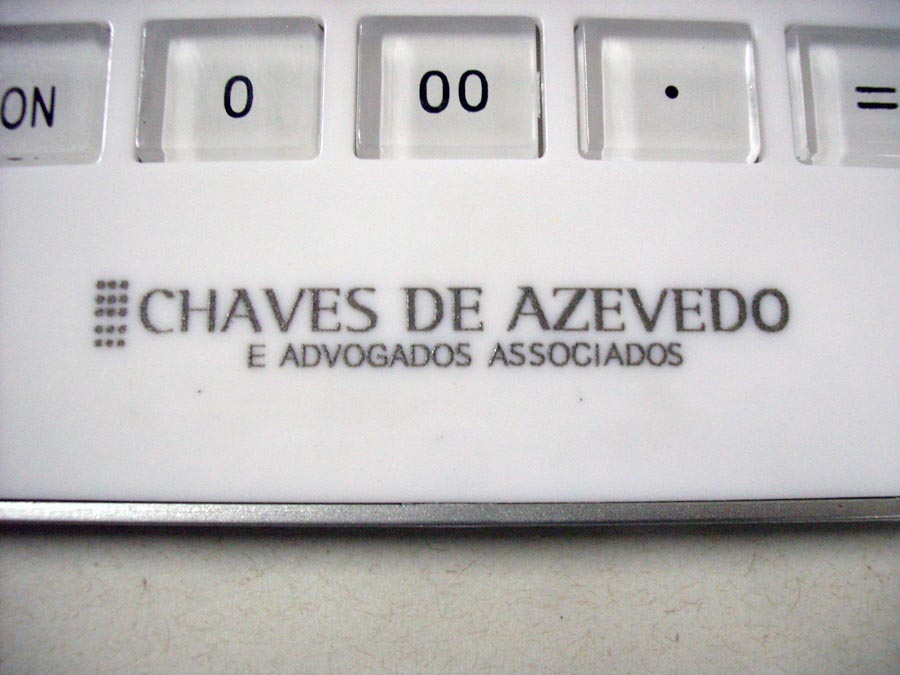 ON 0 00 . =
CHAVES DE AZEVEDO
E ADVOGADOS ASSOCIADOS